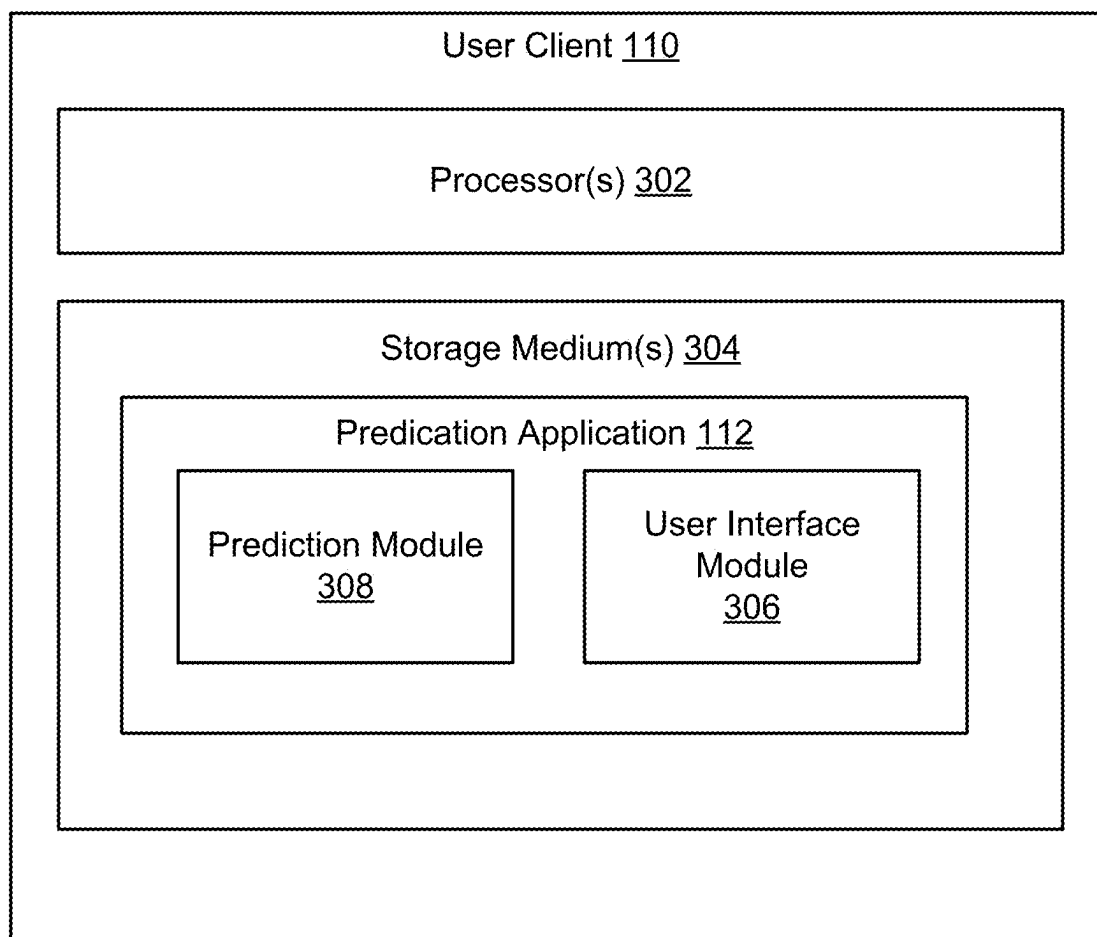 User Client 110
Processor(s) 302
Storage Medium(s) 304
Predication Application 112
Prediction Module
308
User Interface
Module
306